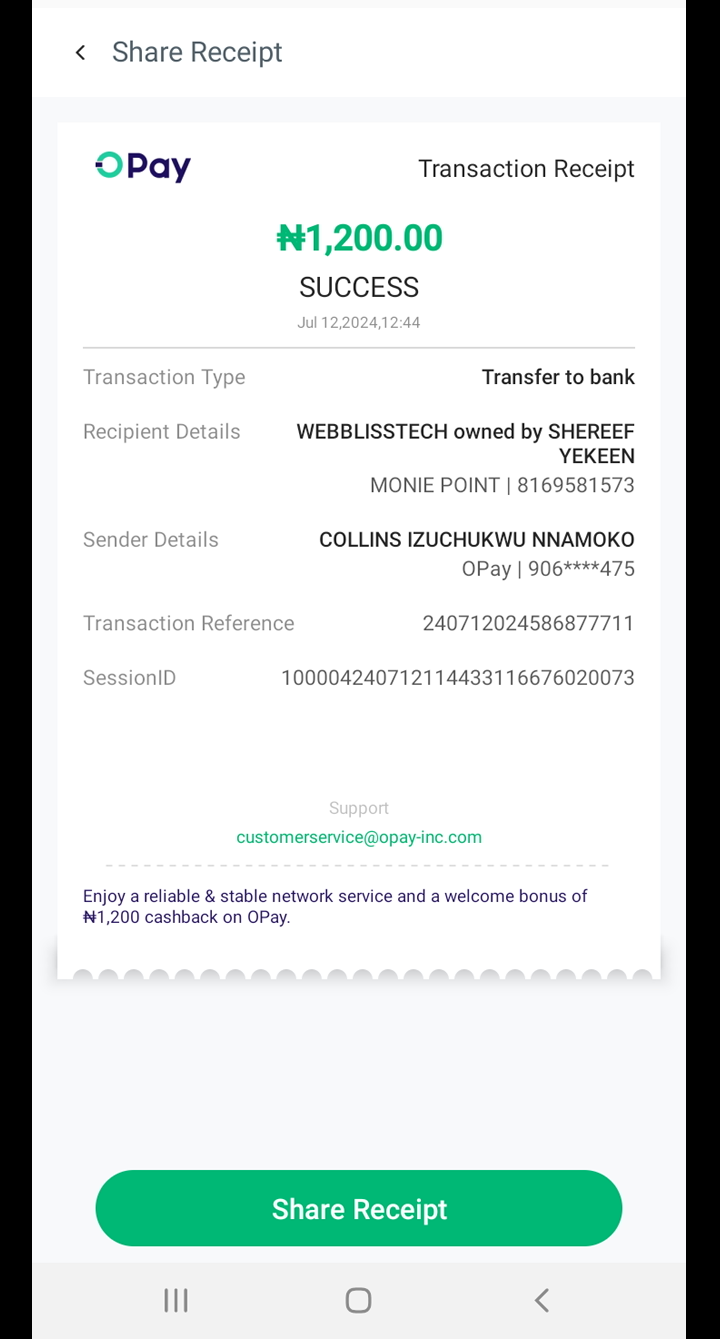 Share Receipt
OPay
Transaction Receipt
₦1,200.00
SUCCESS
Jul 12,2024,12:44
Transaction Type
Transfer to bank
Recipient Details
WEBBLISSTECH owned by SHEREEF
YEKEEN
MONIE POINT | 8169581573
Sender Details
COLLINS IZUCHUKWU NNAMOKO
OPay | 906****475
Transaction Reference
240712024586877711
SessionID
100004240712114433116676020073
Support
customerservice@opay-inc.com
Enjoy a reliable & stable network service and a welcome bonus of
₦1,200 cashback on OPay.
Share Receipt